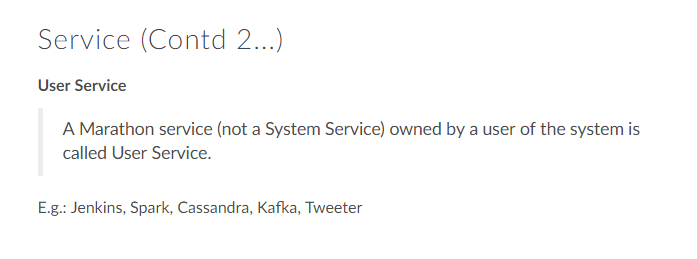 Service (Contd 2...)
User Service
A Marathon service (not a System Service) owned by a user of the system is
called User Service.
E.g.: Jenkins, Spark, Cassandra, Kafka, Tweeter